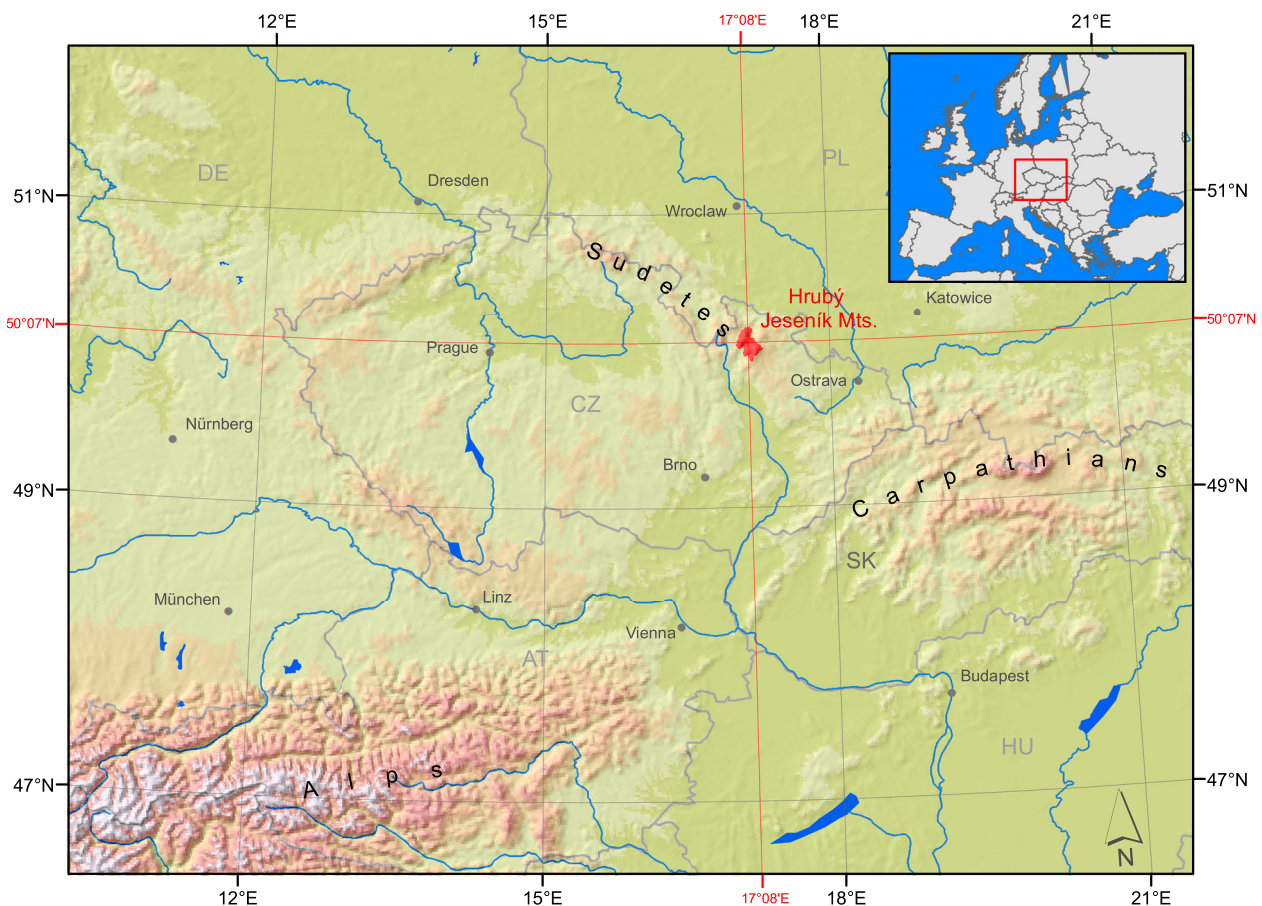 12°E
15°E
17°08'E
18°E
21°E
DE
PL
Dresden
51°N
51°N
Wroclaw
Sudetes
Hrubý
Jeseník Mts.
Katowice
50°07'N
50°07'N
Prague
Ostrava
CZ
Nürnberg
Brno
Carpathians
49°N
49°N
SK
München
Linz
Vienna
AT
Budapest
HU
Alps
47°N
47°N
N
12°E
15°E
17°08'E
18°E
21°E